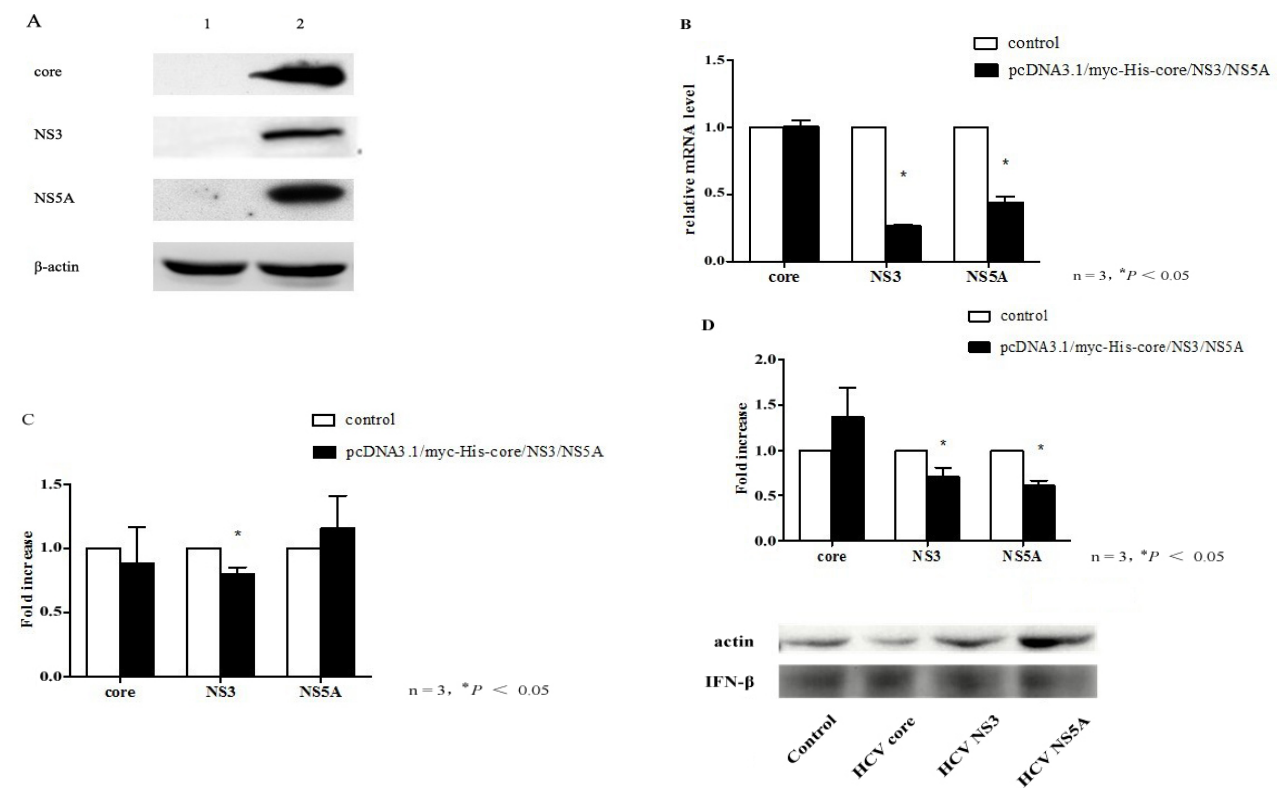 A
1 2
core
NS3
NS5A
β-actin
B
control
pcDNA3.1/myc-His-core/NS3/NS5A
relative mRNA level
1.5
1.0
0.5
0.0
core NS3 NS5A
n = 3, *P < 0.05
C
control
pcDNA3.1/myc-His-core/NS3/NS5A
Fold increase
1.5
1.0
0.5
0.0
core NS3 NS5A
n = 3, *P < 0.05
D
control
pcDNA3.1/myc-His-core/NS3/NS5A
Fold increase
2.0
1.5
1.0
0.5
0.0
core NS3 NS5A
n = 3, *P < 0.05
actin
IFN-β
Control HCV core HCV NS3 HCV NS5A